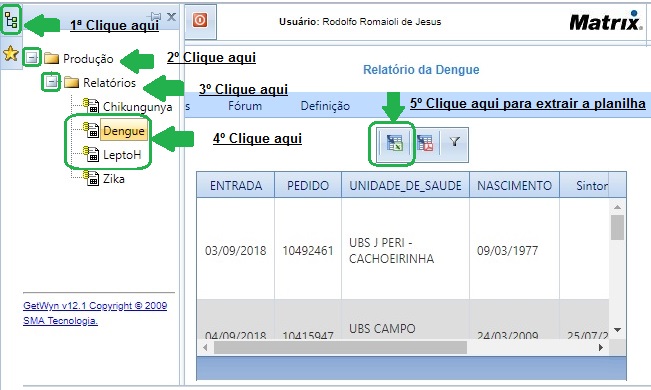 1ª Clique aqui
Usuário: Rodolfo Romaioli de Jesus
Matrix
2º Clique aqui
Produção
Relatório da Dengue
Relatórios
3º Clique aqui
Chikungunya
s Fórum Definição
5º Clique aqui para extrair a planilha
Dengue
4º Clique aqui
LeptoH
Zika
ENTRADA PEDIDO UNIDADE_DE_SAUDE NASCIMENTO Sintor
03/09/2018 10492461 UBS J PERI - 09/03/1977
CACHOEIRINHA
04/09/2018 10415947 UBS CAMPO 24/03/2009 25/07/2
GetWyn v12.1 Copyright © 2009
SMA Tecnologia.